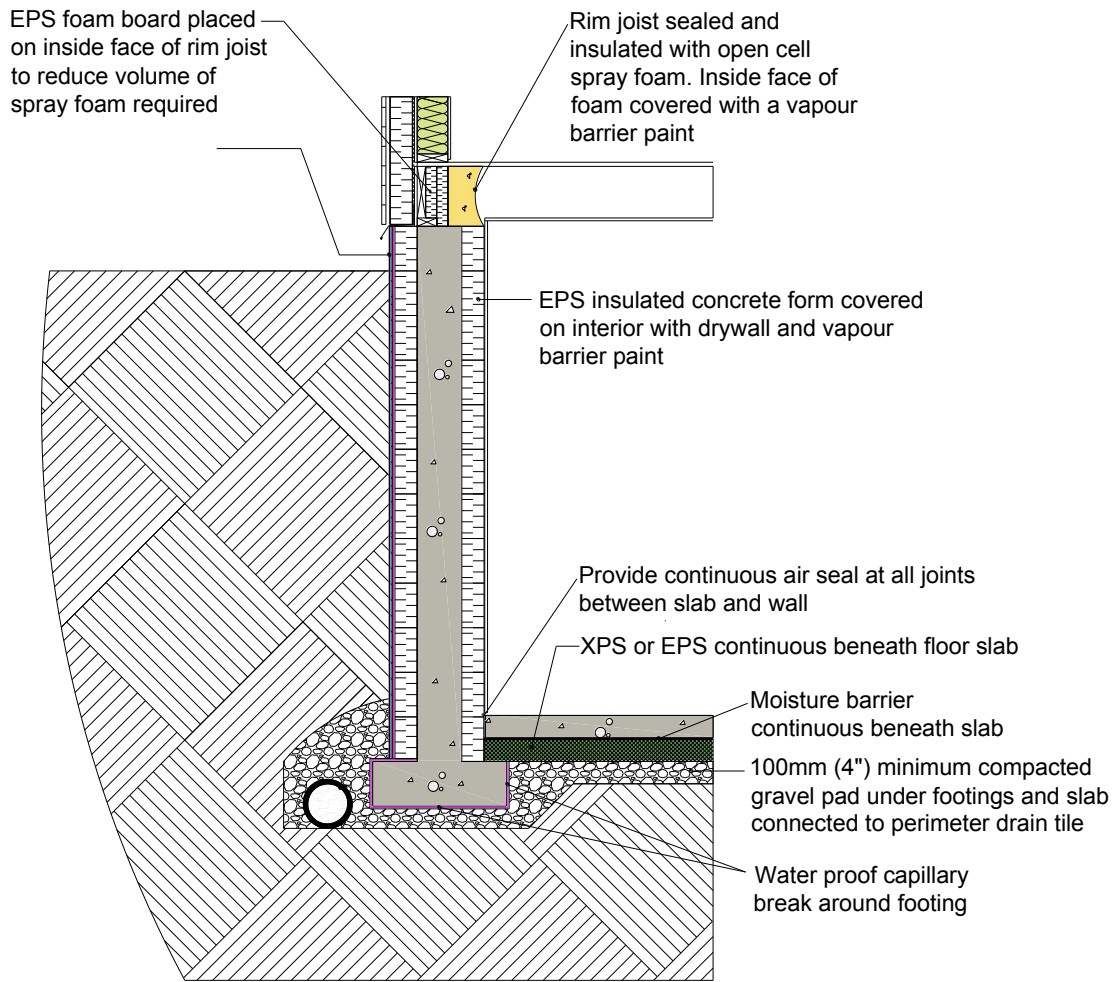 EPS foam board placed
on inside face of rim joist
to reduce volume of
spray foam required
Rim joist sealed and
insulated with open cell
spray foam. Inside face of
foam covered with a vapour
barrier paint
EPS insulated concrete form covered
on interior with drywall and vapour
barrier paint
Provide continuous air seal at all joints
between slab and wall
XPS or EPS continuous beneath floor slab
Moisture barrier
continuous beneath slab
100mm (4") minimum compacted
gravel pad under footings and slab
connected to perimeter drain tile
Water proof capillary
break around footing